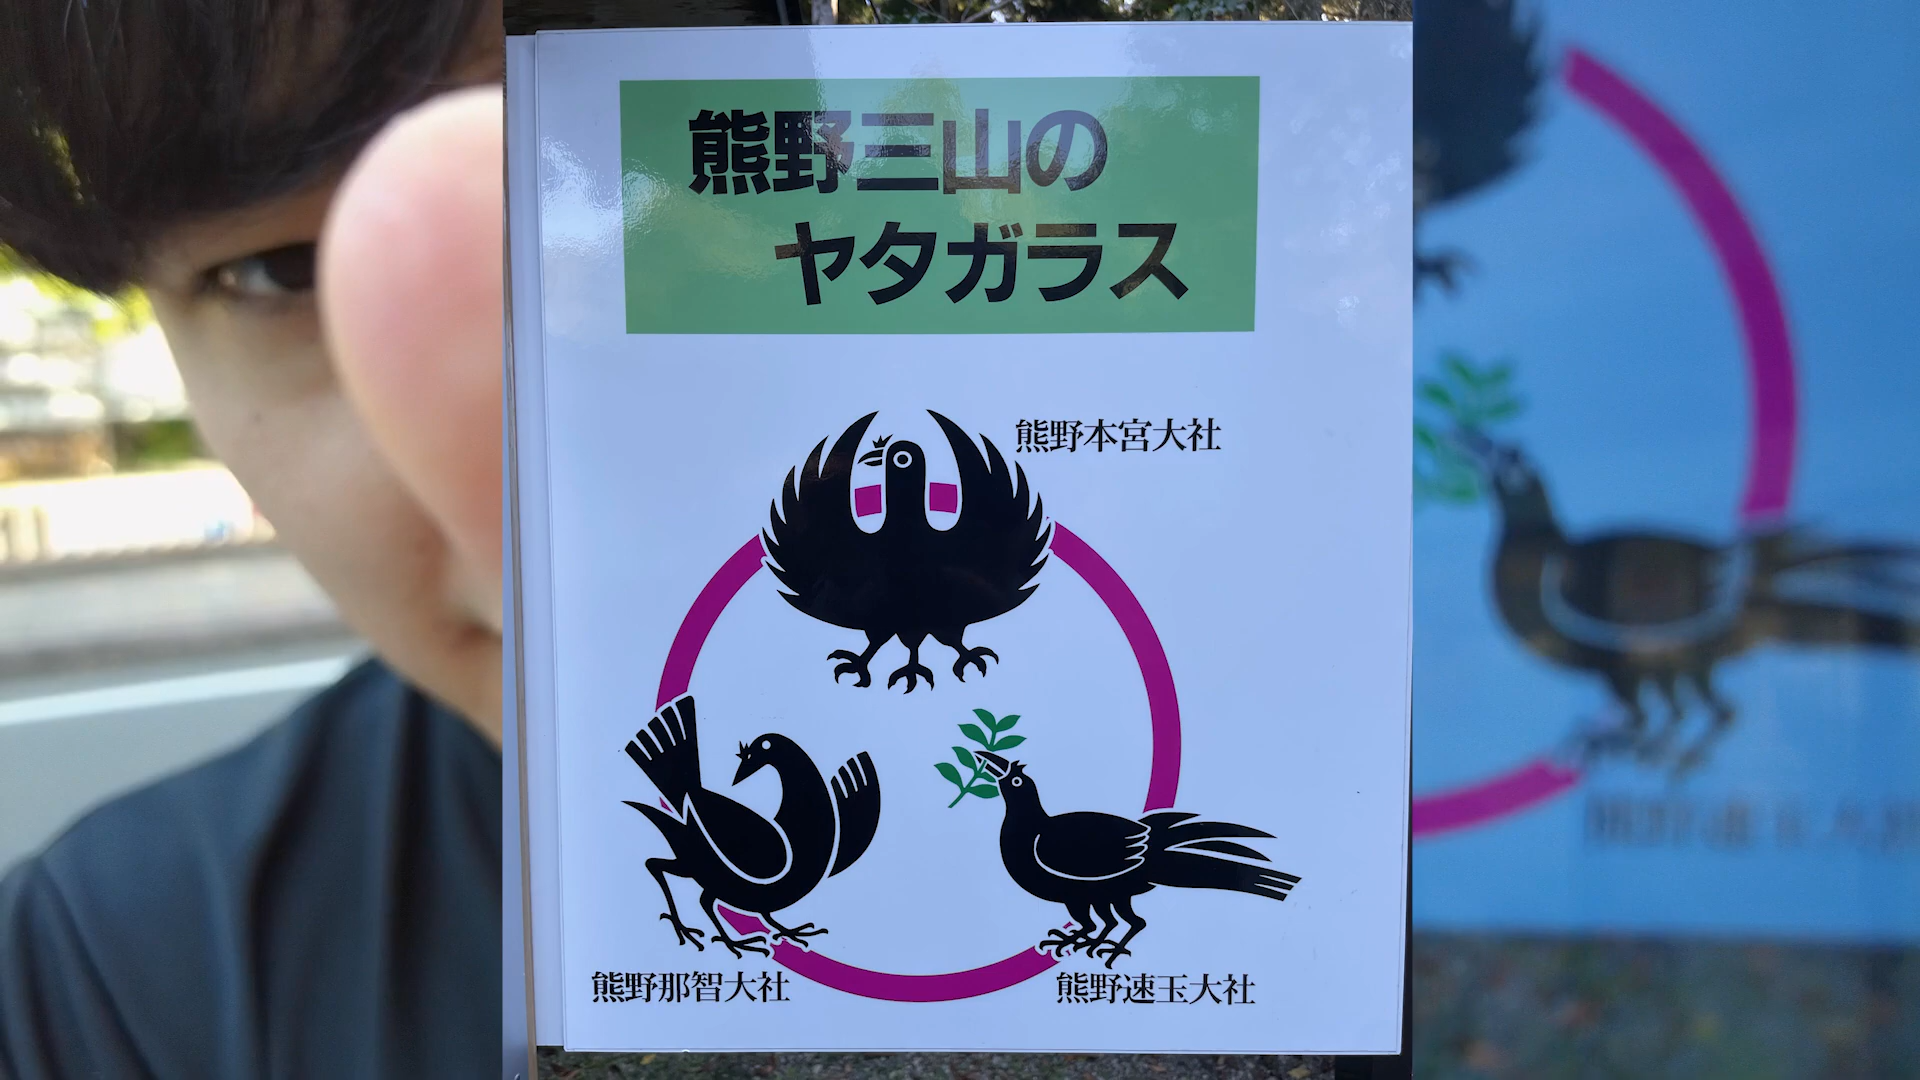 熊野三山の
ヤタガラス
熊野本宮大社
熊野那智大社
熊野速玉大社